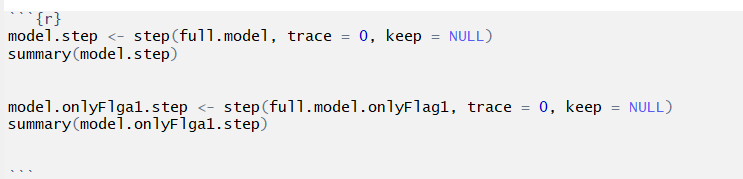 ```{r}
model.step <- step(full.model, trace = 0, keep = NULL)
summary(model.step)
model.onlyFlga1.step <- step(full.model.onlyFlag1, trace = 0, keep = NULL)
summary(model.onlyFlga1.step)
```